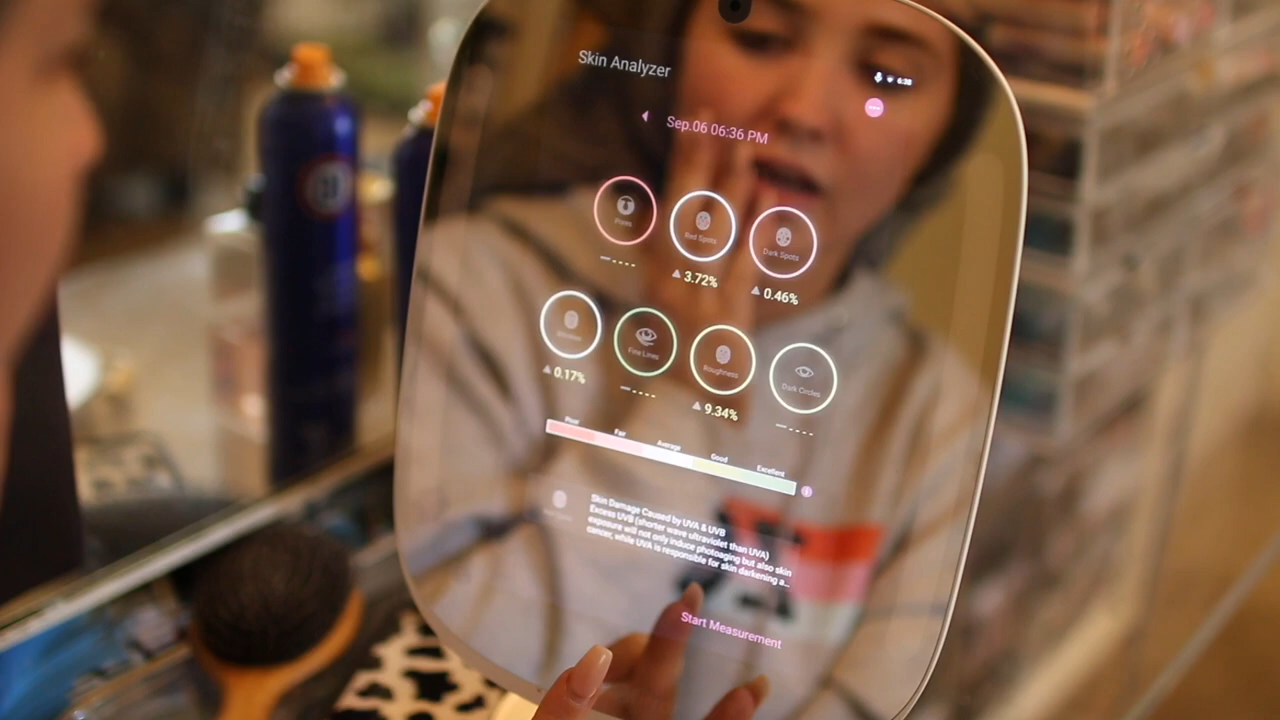 Skin Analyzer
6:38
Sep.06 06:36 PM
Pores
Red Spots
Dark Spots
3.72%
0.46%
Fine Lines
Roughness
Dark Circles
0.17%
9.34%
Poor
Fair
Average
Good
Excellent
Skin Damage Caused by UVA & UVB
Excess UVB (shorter wave ultraviolet than UVA)
exposure will not only induce photoaging but also skin
cancer, while UVA is responsible for skin darkening a...
Start Measurement